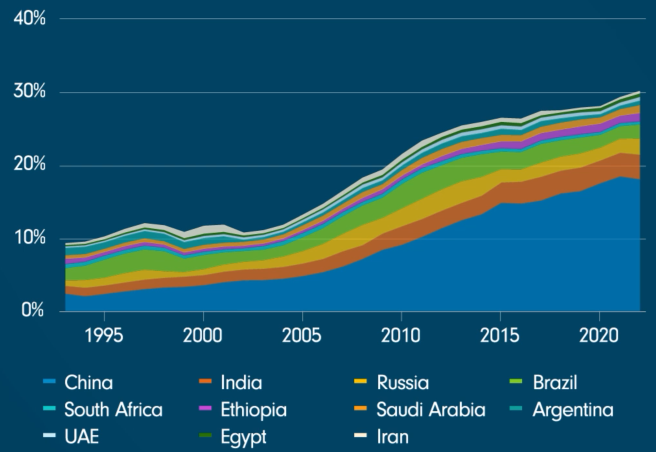 40%
30%
20%
10%
0%
1995 2000 2005 2010 2015 2020
China India Russia Brazil
South Africa Ethiopia Saudi Arabia Argentina
UAE Egypt Iran